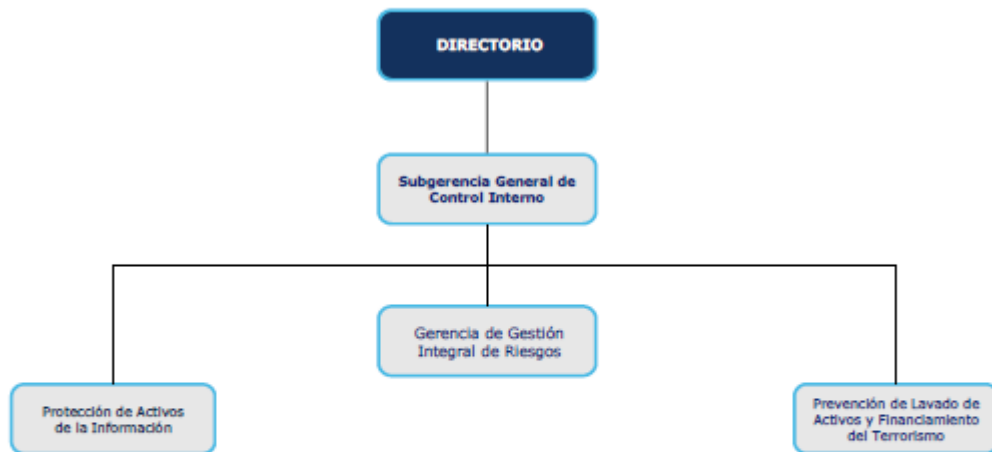 DIRECTORIO
Subgerencia General de
Control Interno
Gerencia de Gestión
Integral de Riesgos
Protección de Activos
de la Información
Prevención de Lavado de
Activos y Financiamiento
del Terrorismo